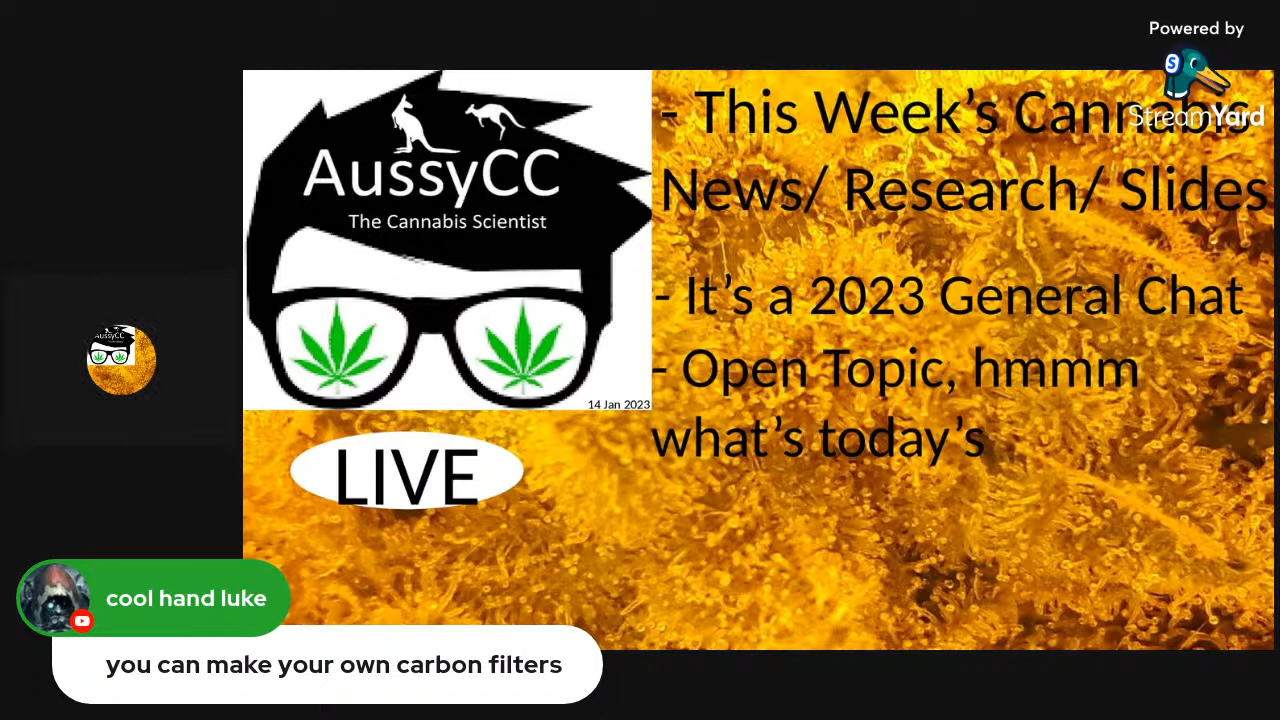 Powered by
StreamYard
AussyCC
The Cannabis Scientist
14 Jan 2023
- This Week’s Cannabis
News/ Research/ Slides
- It’s a 2023 General Chat
- Open Topic, hmmm
what’s today’s
LIVE
cool hand luke
you can make your own carbon filters